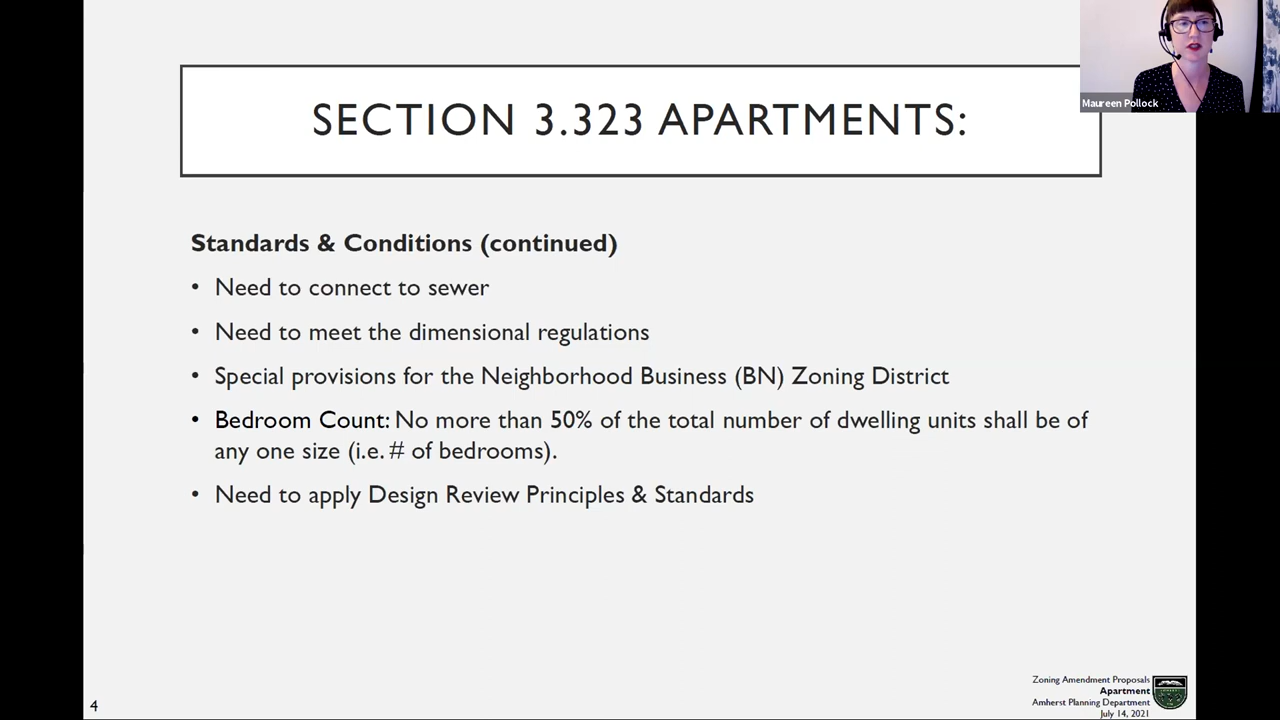 SECTION 3.323 APARTMENTS:
Maureen Pollock
Standards & Conditions (continued)
• Need to connect to sewer
• Need to meet the dimensional regulations
• Special provisions for the Neighborhood Business (BN) Zoning District
• Bedroom Count: No more than 50% of the total number of dwelling units shall be of
any one size (i.e. # of bedrooms).
• Need to apply Design Review Principles & Standards
Zoning Amendment Proposals
Apartment
Amherst Planning Department
July 14, 2021
4